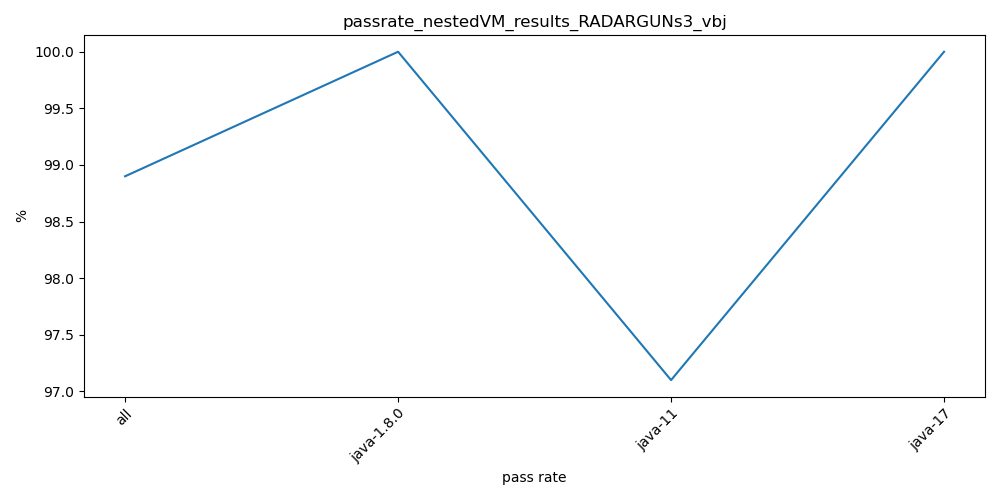 passrate_nestedVM_results_RADARGUNs3_vbj
100.0
99.5
99.0
98.5
98.0
97.5
97.0
%
all
java-1.8.0
java-11
java-17
pass rate